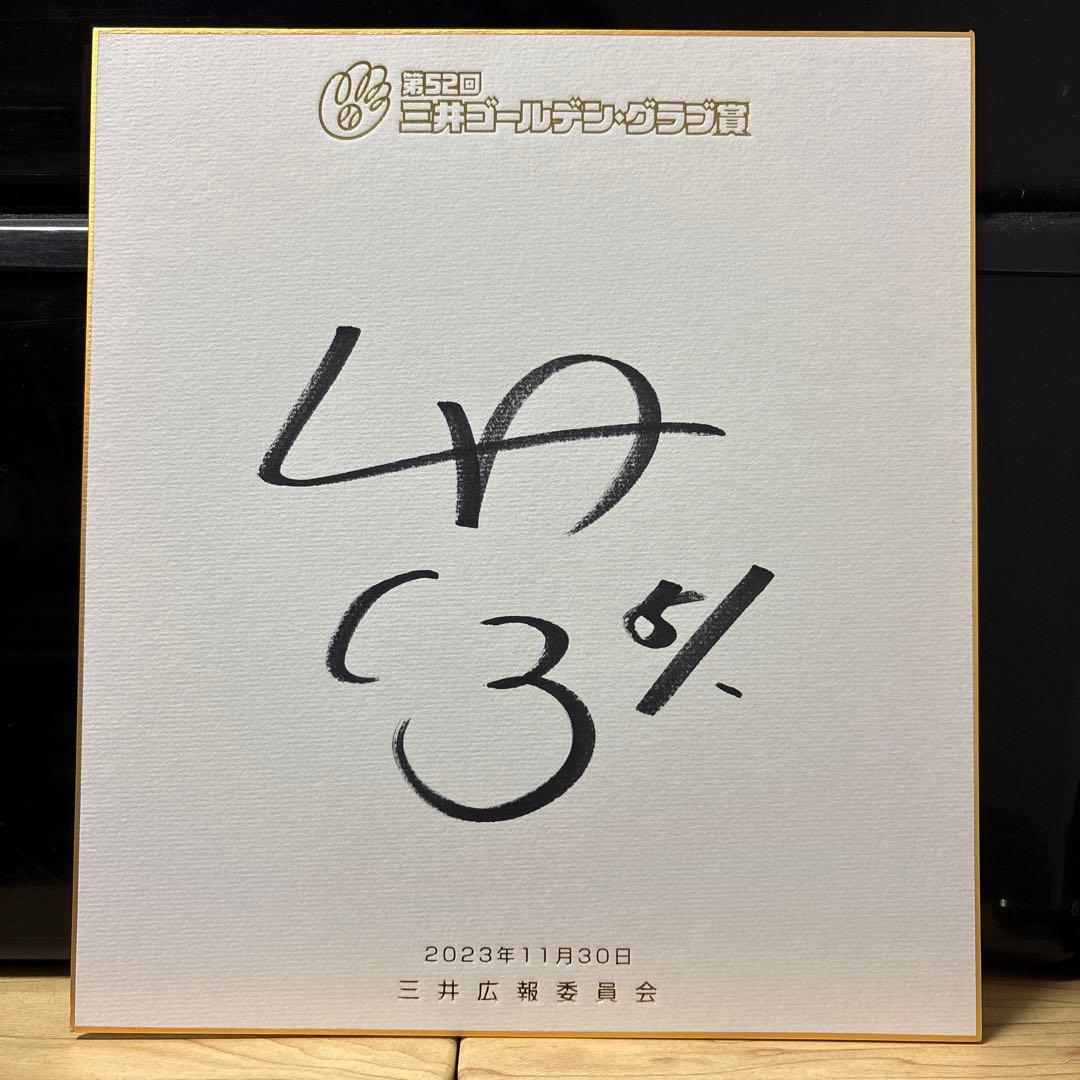 第52回
三井ゴールデン・グラブ賞
51
2023年11月30日
三井広報委員会